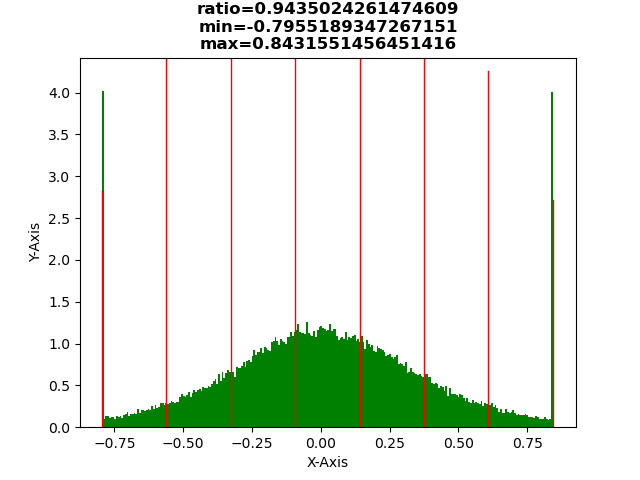 ratio=0.9435024261474609
min=-0.7955189347267151
max=0.8431551456451416
4.0
3.5
3.0
2.5
2.0
1.5
1.0
0.5
0.0
Y-Axis
−0.75 −0.50 −0.25 0.00 0.25 0.50 0.75
X-Axis